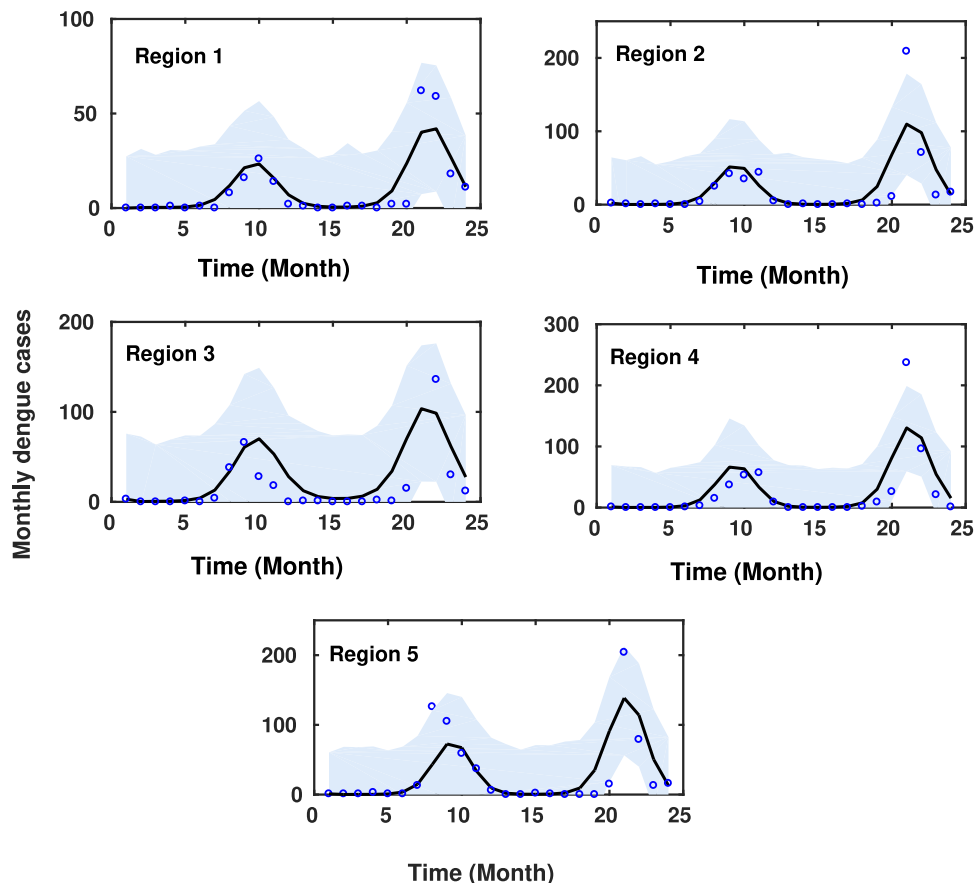 Region 1
100
50
0
0 5 10 15 20 25
Time (Month)
Region 2
200
100
0
0 5 10 15 20 25
Time (Month)
Monthly dengue cases
Region 3
200
100
0
0 5 10 15 20 25
Time (Month)
Region 4
300
200
100
0
0 5 10 15 20 25
Time (Month)
Region 5
200
100
0
0 5 10 15 20 25
Time (Month)